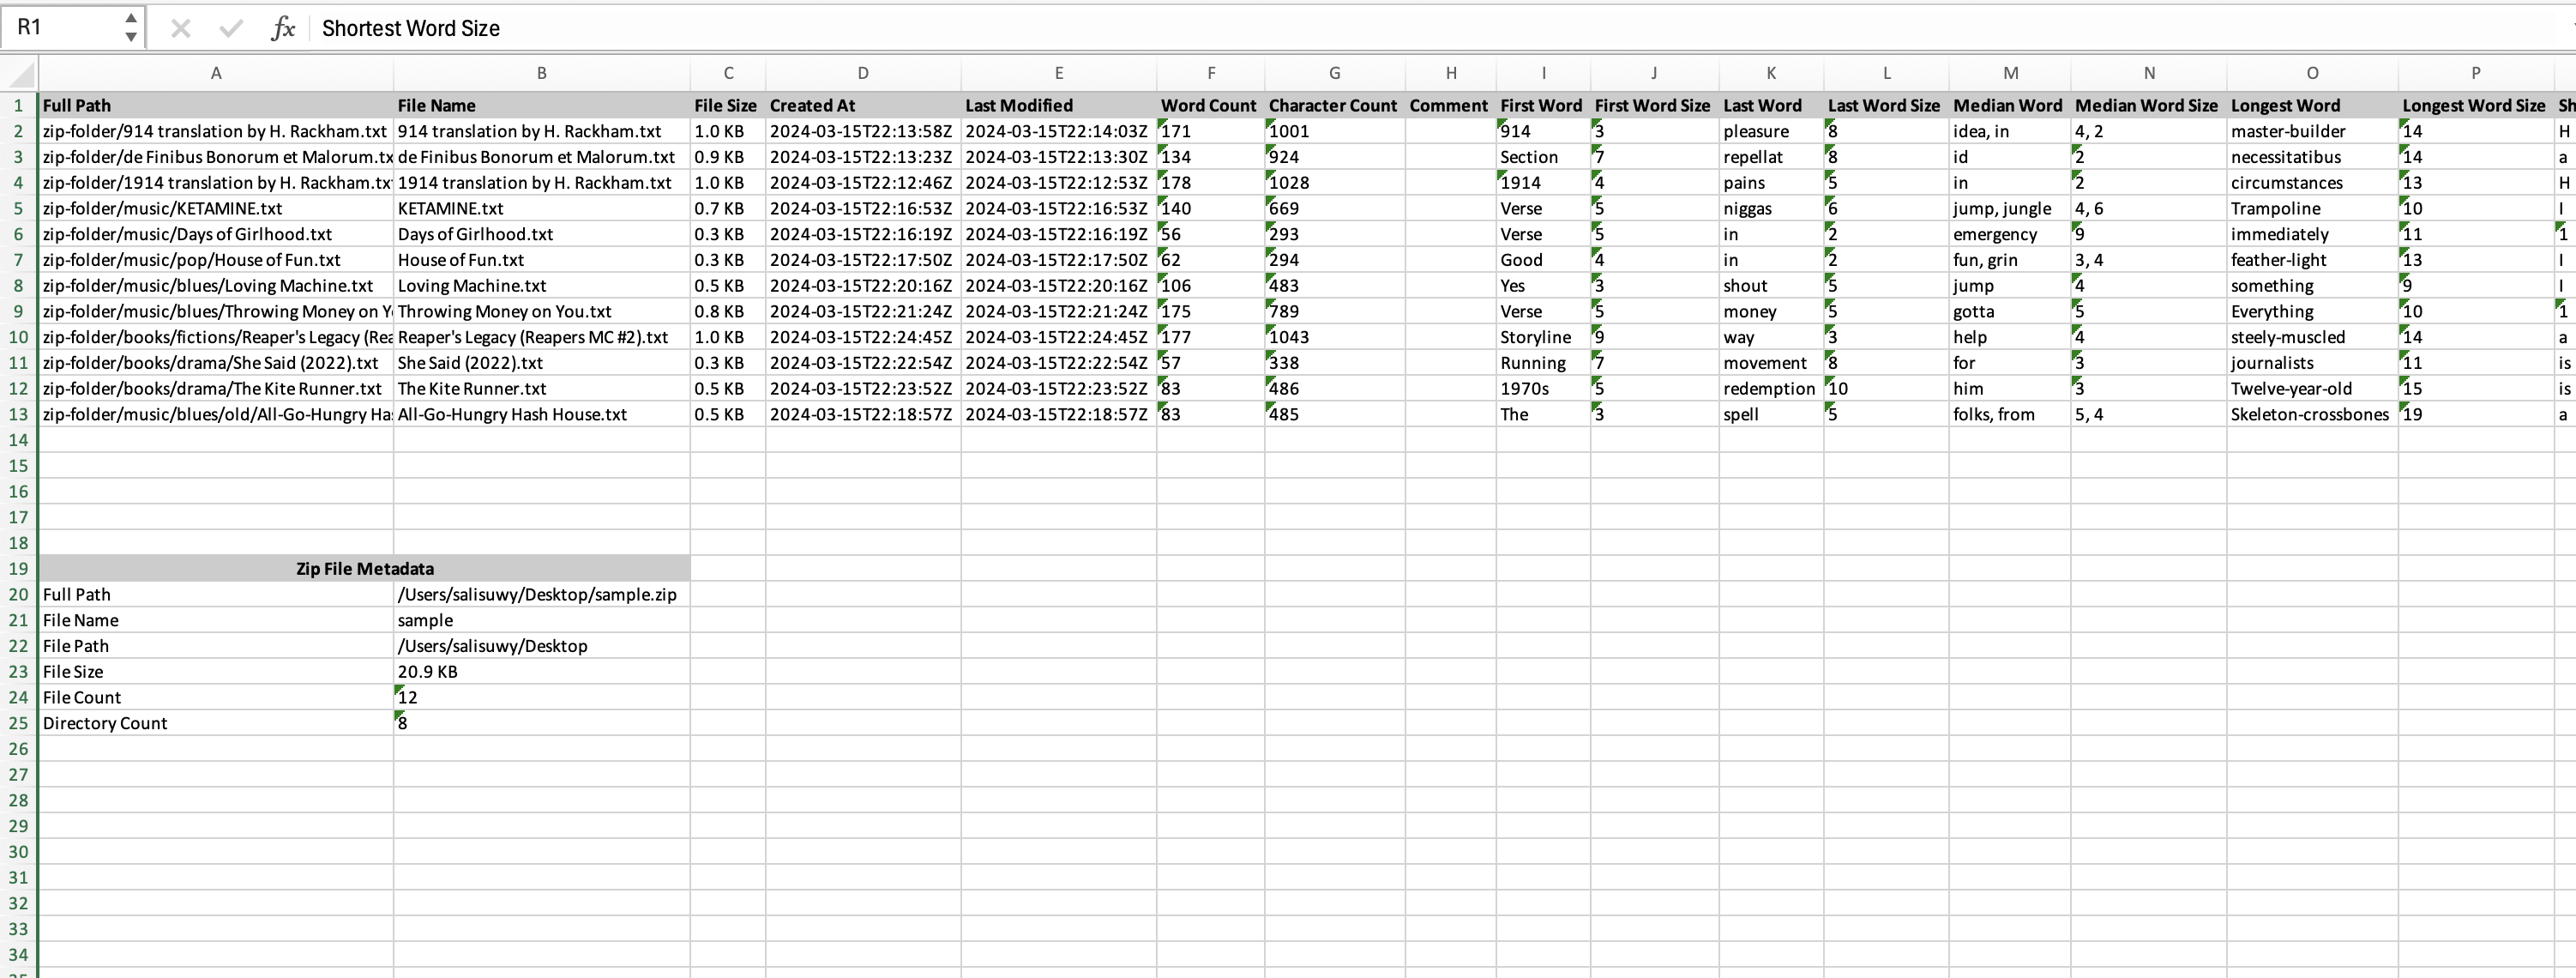 R1 fx Shortest Word Size
A B C D E F G H I J K L M N O P
1 Full Path File Name File Size Created At Last Modified Word Count Character Count Comment First Word First Word Size Last Word Last Word Size Median Word Median Word Size Longest Word Longest Word Size Sh
2 zip-folder/914 translation by H. Rackham.txt 914 translation by H. Rackham.txt 1.0 KB 2024-03-15T22:13:58Z 2024-03-15T22:14:03Z 171 1001 914 3 pleasure 8 idea, in 4, 2 master-builder 14 H
3 zip-folder/de Finibus Bonorum et Malorum.tx de Finibus Bonorum et Malorum.txt 0.9 KB 2024-03-15T22:13:23Z 2024-03-15T22:13:30Z 134 924 Section 7 repellat 8 id 2 necessitatibus 14 a
4 zip-folder/1914 translation by H. Rackham.tx 1914 translation by H. Rackham.txt 1.0 KB 2024-03-15T22:12:46Z 2024-03-15T22:12:53Z 178 1028 1914 4 pains 5 in 2 circumstances 13 H
5 zip-folder/music/KETAMINE.txt KETAMINE.txt 0.7 KB 2024-03-15T22:16:53Z 2024-03-15T22:16:53Z 140 669 Verse 5 niggas 6 jump, jungle 4, 6 Trampoline 10 I
6 zip-folder/music/Days of Girlhood.txt Days of Girlhood.txt 0.3 KB 2024-03-15T22:16:19Z 2024-03-15T22:16:19Z 56 293 Verse 5 in 2 emergency 9 immediately 11 1
7 zip-folder/music/pop/House of Fun.txt House of Fun.txt 0.3 KB 2024-03-15T22:17:50Z 2024-03-15T22:17:50Z 62 294 Good 4 in 2 fun, grin 3, 4 feather-light 13 I
8 zip-folder/music/blues/Loving Machine.txt Loving Machine.txt 0.5 KB 2024-03-15T22:20:16Z 2024-03-15T22:20:16Z 106 483 Yes 3 shout 5 jump 4 something 9 I
9 zip-folder/music/blues/Throwing Money on Y Throwing Money on You.txt 0.8 KB 2024-03-15T22:21:24Z 2024-03-15T22:21:24Z 175 789 Verse 5 money 5 gotta 5 Everything 10 1
10 zip-folder/books/fictions/Reaper's Legacy (Rea Reaper's Legacy (Reapers MC #2).txt 1.0 KB 2024-03-15T22:24:45Z 2024-03-15T22:24:45Z 177 1043 Storyline 9 way 3 help 4 steely-muscled 14 a
11 zip-folder/books/drama/She Said (2022).txt She Said (2022).txt 0.3 KB 2024-03-15T22:22:54Z 2024-03-15T22:22:54Z 57 338 Running 7 movement 8 for 3 journalists 11 is
12 zip-folder/books/drama/The Kite Runner.txt The Kite Runner.txt 0.5 KB 2024-03-15T22:23:52Z 2024-03-15T22:23:52Z 83 486 1970s 5 redemption 10 him 3 Twelve-year-old 15 is
13 zip-folder/music/blues/old/All-Go-Hungry Has All-Go-Hungry Hash House.txt 0.5 KB 2024-03-15T22:18:57Z 2024-03-15T22:18:57Z 83 485 The 3 spell 5 folks, from 5, 4 Skeleton-crossbones 19 a
14
15
16
17
18
19 Zip File Metadata
20 Full Path /Users/salisuwy/Desktop/sample.zip
21 File Name sample
22 File Path /Users/salisuwy/Desktop
23 File Size 20.9 KB
24 File Count 12
25 Directory Count 8
26
27
28
29
30
31
32
33
34